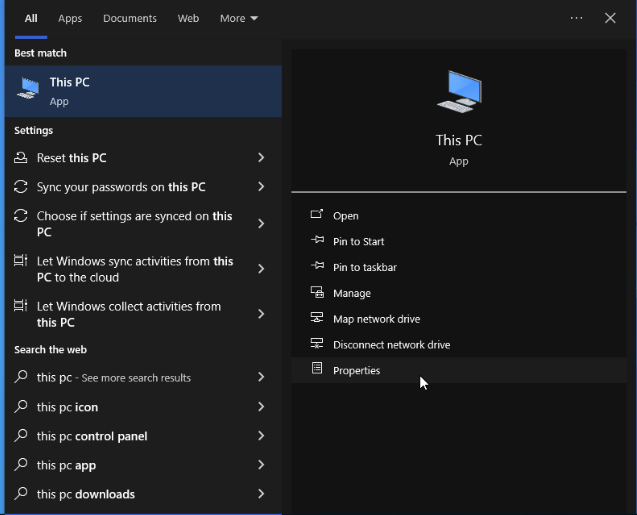 All Apps Documents Web More
Best match
This PC
App
Settings
Reset this PC
Sync your passwords on this PC
Choose if settings are synced on this
PC
Let Windows sync activities from this
PC to the cloud
Let Windows collect activities from
this PC
Search the web
this pc - See more search results
this pc icon
this pc control panel
this pc app
this pc downloads
This PC
App
Open
Pin to Start
Pin to taskbar
Manage
Map network drive
Disconnect network drive
Properties